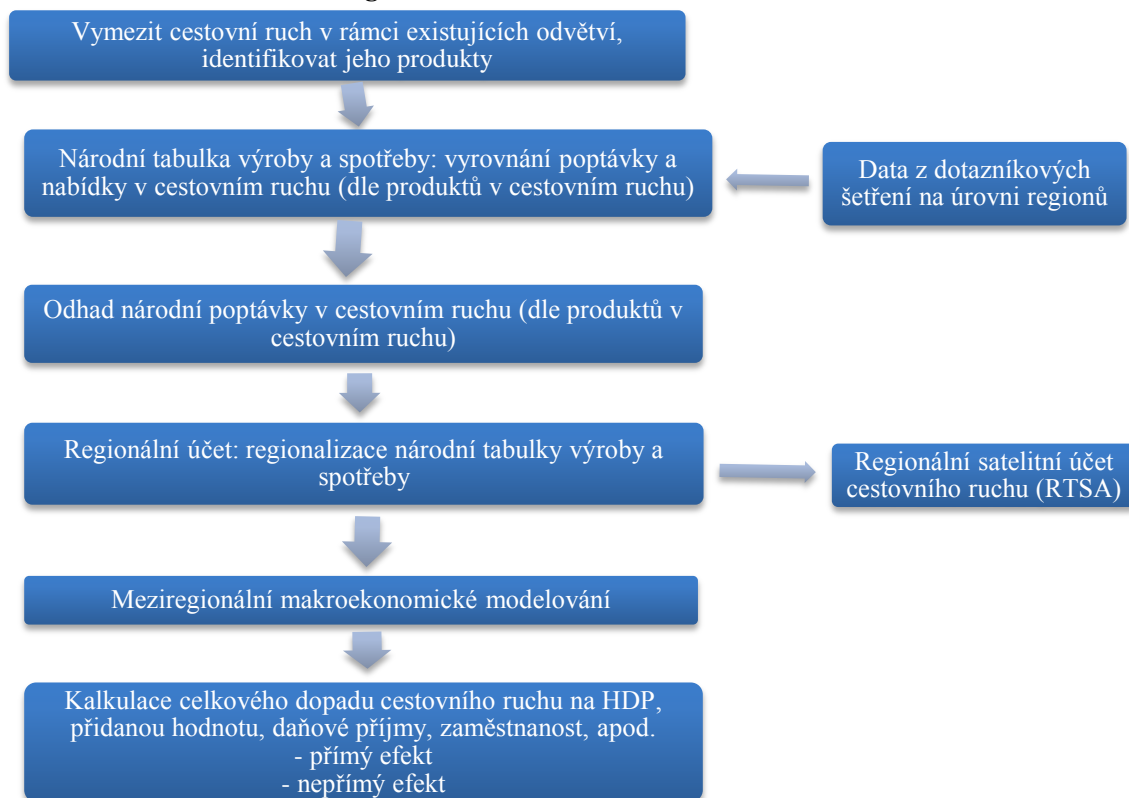 Vymezit cestovní ruch v rámci existujících odvětví,
identifikovat jeho produkty
Národní tabulka výroby a spotřeby: vyrovnání poptávky a
nabídky v cestovním ruchu (dle produktů v cestovním ruchu)
Data z dotazníkových
šetření na úrovni regionů
Odhad národní poptávky v cestovním ruchu (dle produktů v
cestovním ruchu)
Regionální účet: regionalizace národní tabulky výroby a
spotřeby
Regionální satelitní účet
cestovního ruchu (RTSA)
Meziregionální makroekonomické modelování
Kalkulace celkového dopadu cestovního ruchu na HDP,
přidanou hodnotu, daňové příjmy, zaměstnanost, apod.
- přímý efekt
- nepřímý efekt